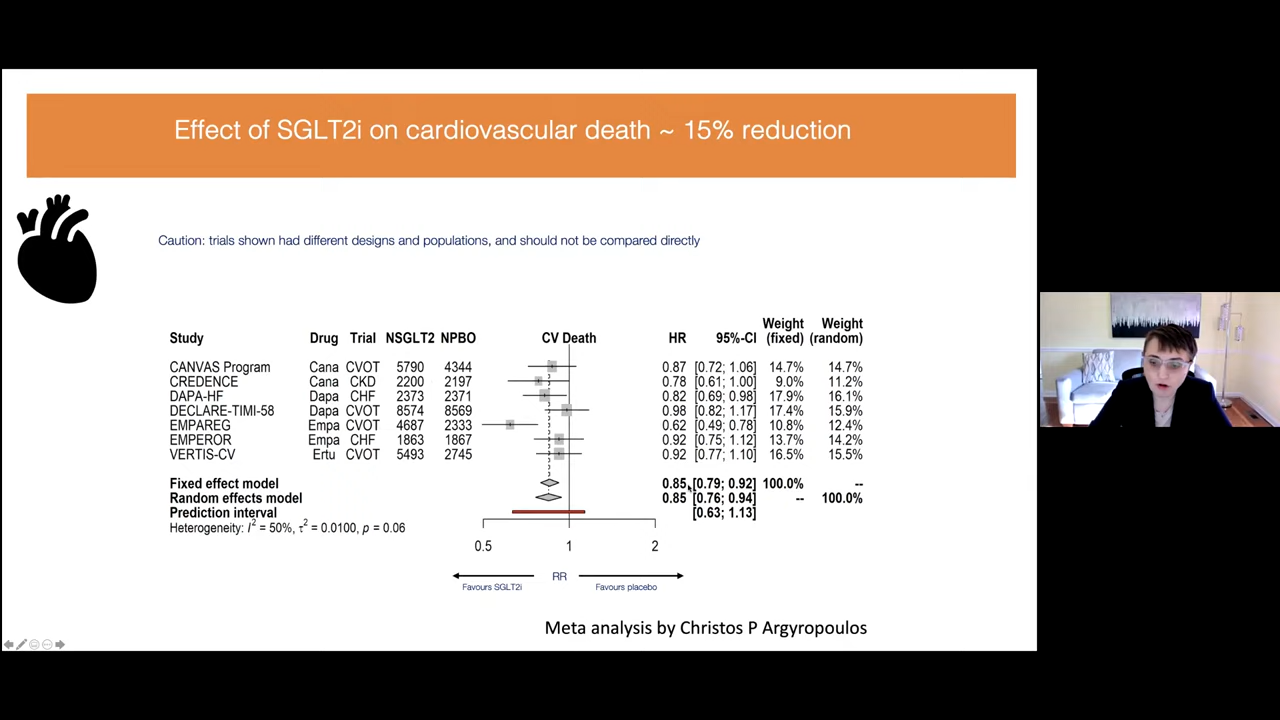 Effect of SGLT2i on cardiovascular death ~ 15% reduction
Caution: trials shown had different designs and populations, and should not be compared directly
Study Drug Trial NSGLT2 NPBO CV Death HR 95%-CI Weight (fixed) Weight (random)
CANVAS Program Cana CVOT 5790 4344 0.87 [0.72; 1.06] 14.7% 14.7%
CREDENCE Cana CKD 2200 2197 0.78 [0.61; 1.00] 9.0% 11.2%
DAPA-HF Dapa CHF 2373 2371 0.82 [0.69; 0.98] 17.9% 16.1%
DECLARE-TIMI-58 Dapa CVOT 8574 8569 0.98 [0.82; 1.17] 17.4% 15.9%
EMPAREG Empa CVOT 4687 2333 0.62 [0.49; 0.78] 10.8% 12.4%
EMPEROR Empa CHF 1863 1867 0.92 [0.75; 1.12] 13.7% 14.2%
VERTIS-CV Ertu CVOT 5493 2745 0.92 [0.77; 1.10] 16.5% 15.5%
Fixed effect model 0.85 [0.79; 0.92] 100.0% --
Random effects model 0.85 [0.76; 0.94] -- 100.0%
Prediction interval [0.63; 1.13]
Heterogeneity: I² = 50%, τ² = 0.0100, p = 0.06
0.5 1 2
RR
Favours SGLT2i Favours placebo
Meta analysis by Christos P Argyropoulos